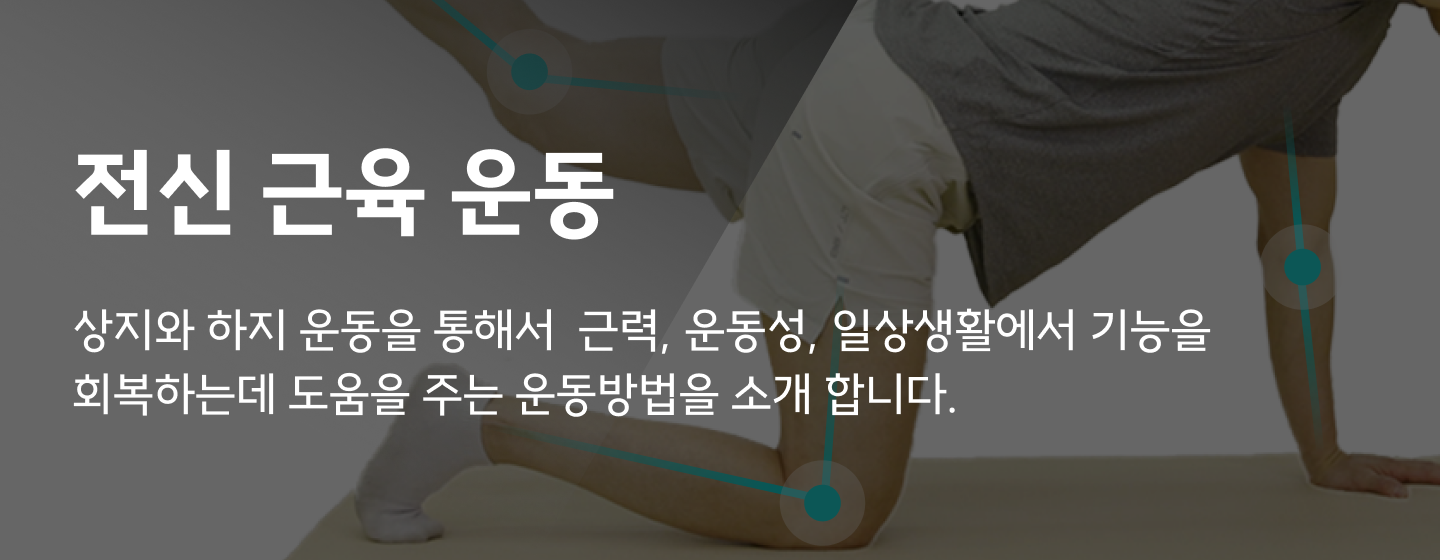 전신 근육 운동
상지와 하지 운동을 통해서 근력, 운동성, 일상생활에서 기능을
회복하는데 도움을 주는 운동방법을 소개 합니다.